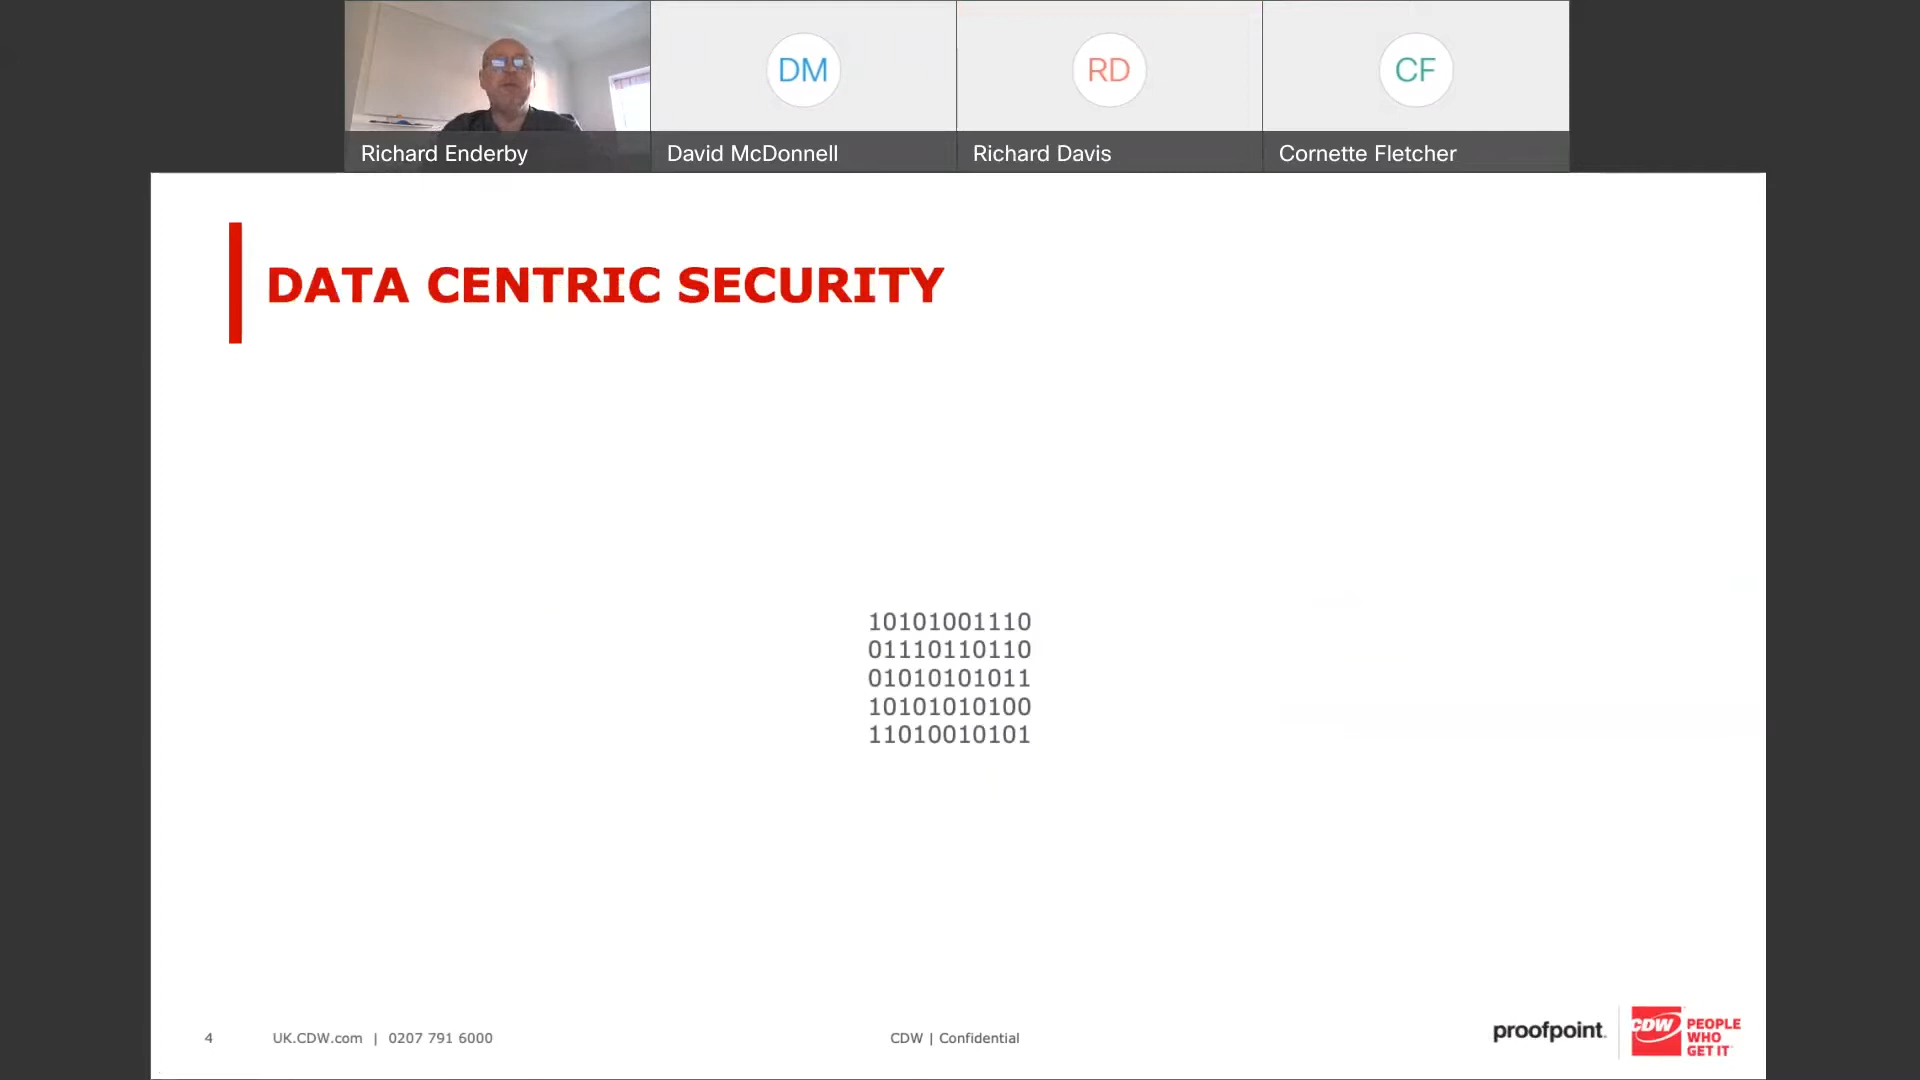 DM
RD
CF
Richard Enderby
David McDonnell
Richard Davis
Cornette Fletcher
DATA CENTRIC SECURITY
10101001110
01110110110
01010101011
10101010100
11010010101
4
UK.CDW.com | 0207 791 6000
CDW | Confidential
proofpoint.
CDW
PEOPLE
WHO
GET IT